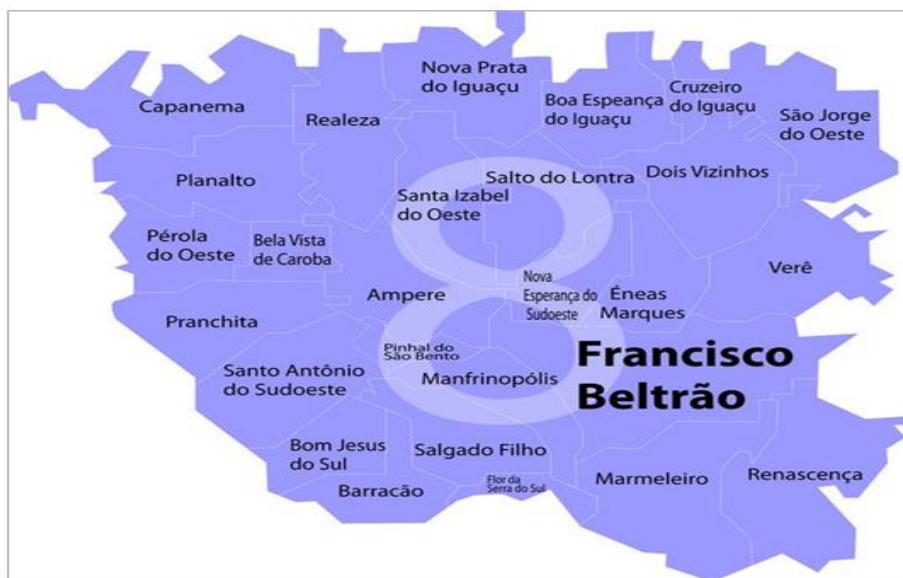 Nova Prata
do Iguaçu
Capanema
Realeza
Boa Espeança
do Iguaçu
Cruzeiro
do Iguaçu
São Jorge
do Oeste
Planalto
Santa Izabel
do Oeste
Salto do Lontra
Dois Vizinhos
Pérola
do Oeste
Bela Vista
de Caroba
Verê
Ampere
Nova
Esperança do
Sudoeste
Éneas
Marques
Pranchita
Pinhal do
São Bento
Santo Antônio
do Sudoeste
Manfrinopólis
Francisco
Beltrão
8
Bom Jesus
do Sul
Salgado Filho
Barracão
Flor da
Serra do Sul
Marmeleiro
Renascença